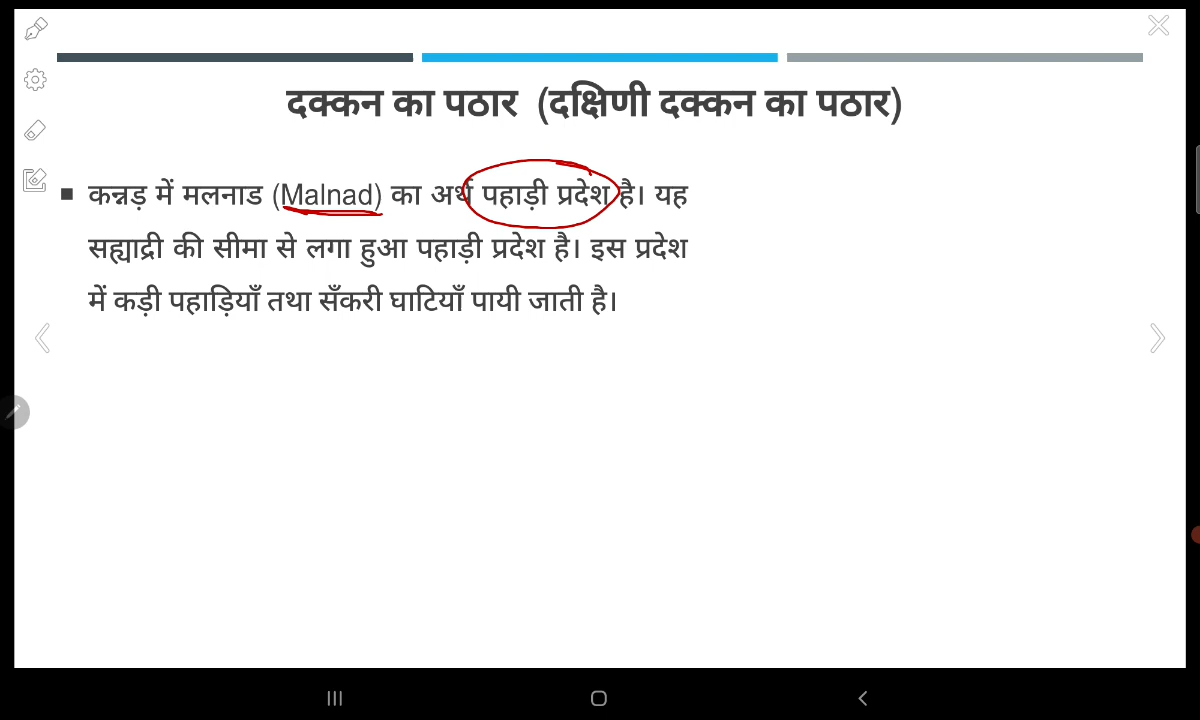 दक्कन का पठार (दक्षिणी दक्कन का पठार)
कन्नड़ में मलनाड (Malnad) का अर्थ पहाड़ी प्रदेश है। यह
सह्याद्री की सीमा से लगा हुआ पहाड़ी प्रदेश है। इस प्रदेश
में कड़ी पहाड़ियाँ तथा सँकरी घाटियाँ पायी जाती है।